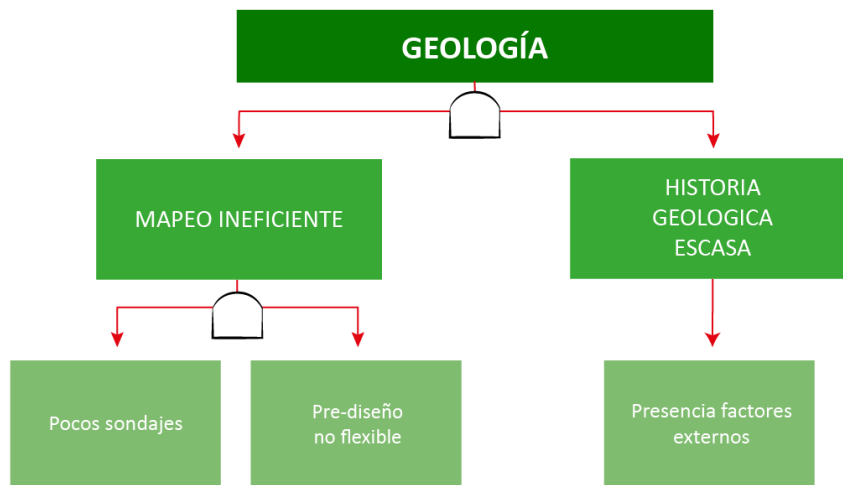 GEOLOGÍA
MAPEO INEFICIENTE
HISTORIA
GEOLOGICA
ESCASA
Pocos sondajes
Pre-diseño
no flexible
Presencia factores
externos